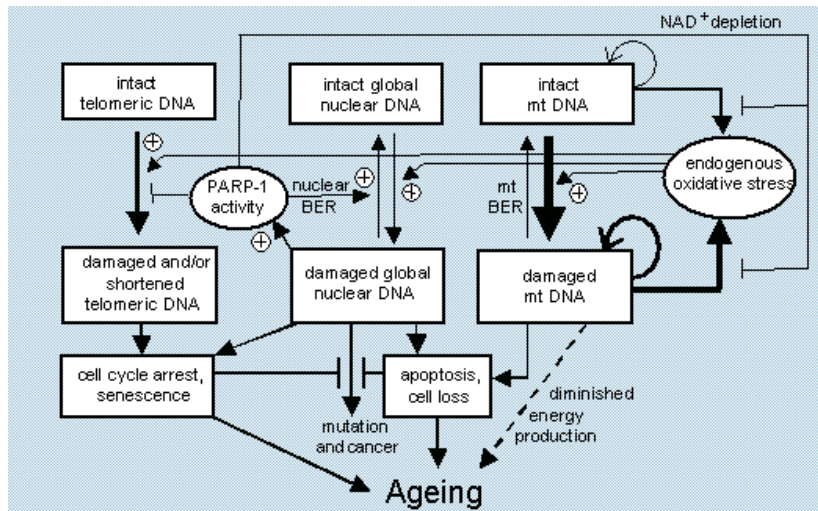 NAD+ depletion
intact
telomeric DNA
intact global
nuclear DNA
intact
mt DNA
PARP-1
activity
nuclear
BER
mt
BER
endogenous
oxidative stress
damaged and/or
shortened
telomeric DNA
damaged global
nuclear DNA
damaged
mt DNA
cell cycle arrest,
senescence
apoptosis,
cell loss
mutation
and cancer
diminished
energy
production
Ageing